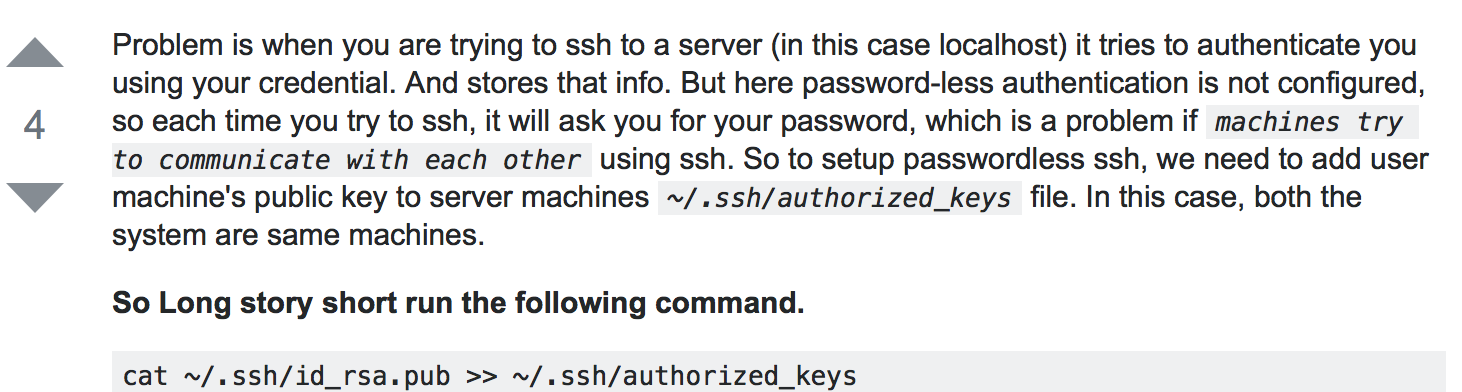 Problem is when you are trying to ssh to a server (in this case localhost) it tries to authenticate you
using your credential. And stores that info. But here password-less authentication is not configured,
4
so each time you try to ssh, it will ask you for your password, which is a problem if machines try
to communicate with each other using ssh. So to setup passwordless ssh, we need to add user
machine's public key to server machines ~/.ssh/authorized_keys file. In this case, both the
system are same machines.
So Long story short run the following command.
cat ~/.ssh/id_rsa.pub >> ~/.ssh/authorized_keys